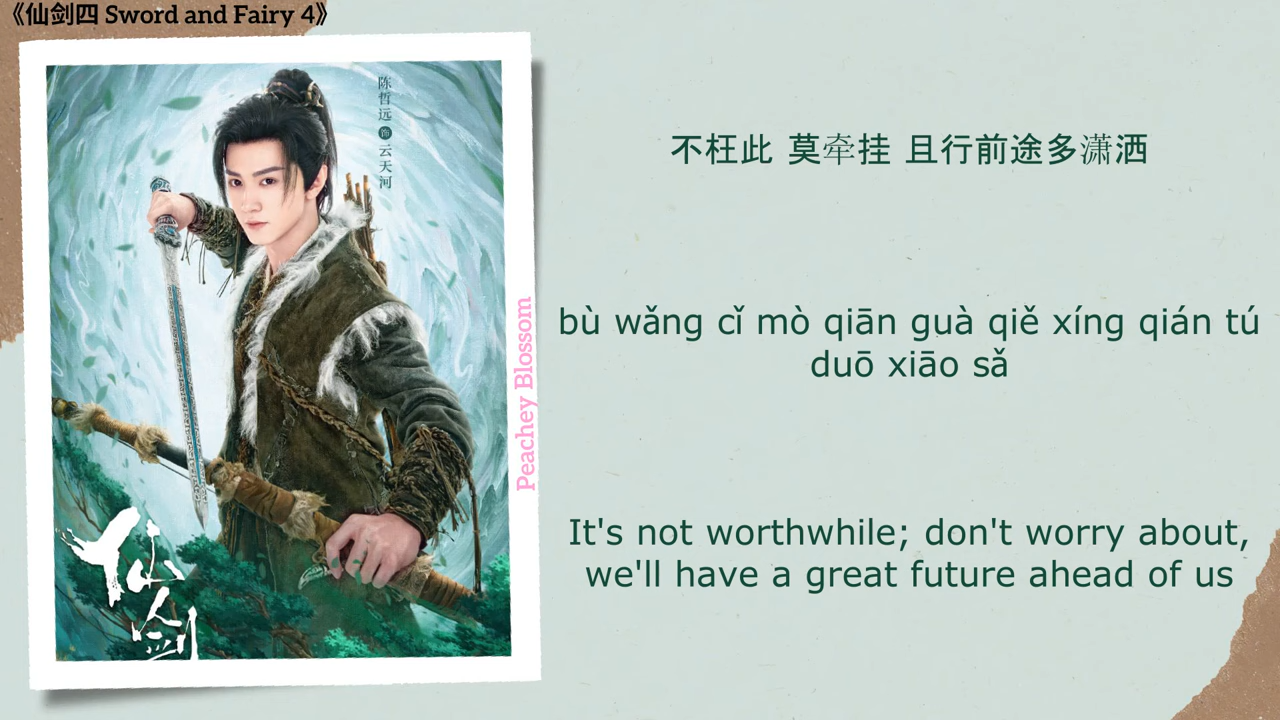 《仙剑四 Sword and Fairy 4》
陈哲远 饰 云天河
仙剑
Peachey Blossom
不枉此 莫牵挂 且行前途多潇洒
bù wǎng cǐ mò qiān guà qiě xíng qián tú
duō xiāo sǎ
It's not worthwhile; don't worry about,
we'll have a great future ahead of us